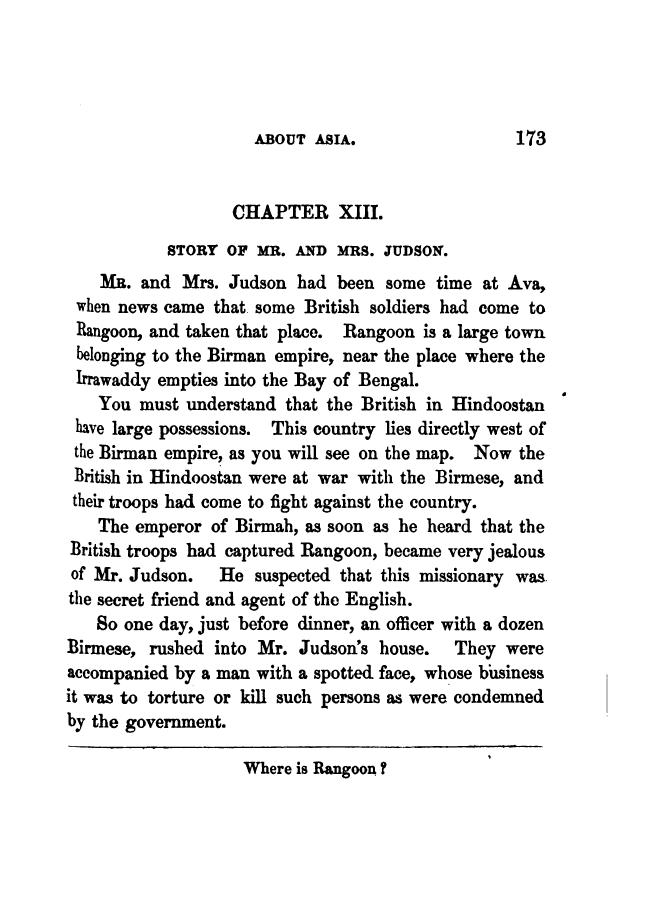 ABOUT ASIA. 173
CHAPTER XIII.
STORY OF MR. AND MRS. JUDSON.
MR. and Mrs. Judson had been some time at Ava,
when news came that some British soldiers had come to
Rangoon, and taken that place. Rangoon is a large town
belonging to the Birman empire, near the place where the
Irrawaddy empties into the Bay of Bengal.
You must understand that the British in Hindoostan
have large possessions. This country lies directly west of
the Birman empire, as you will see on the map. Now the
British in Hindoostan were at war with the Birmese, and
their troops had come to fight against the country.
The emperor of Birmah, as soon as he heard that the
British troops had captured Rangoon, became very jealous
of Mr. Judson. He suspected that this missionary was
the secret friend and agent of the English.
So one day, just before dinner, an officer with a dozen
Birmese, rushed into Mr. Judson's house. They were
accompanied by a man with a spotted face, whose business
it was to torture or kill such persons as were condemned
by the government.
Where is Rangoon?